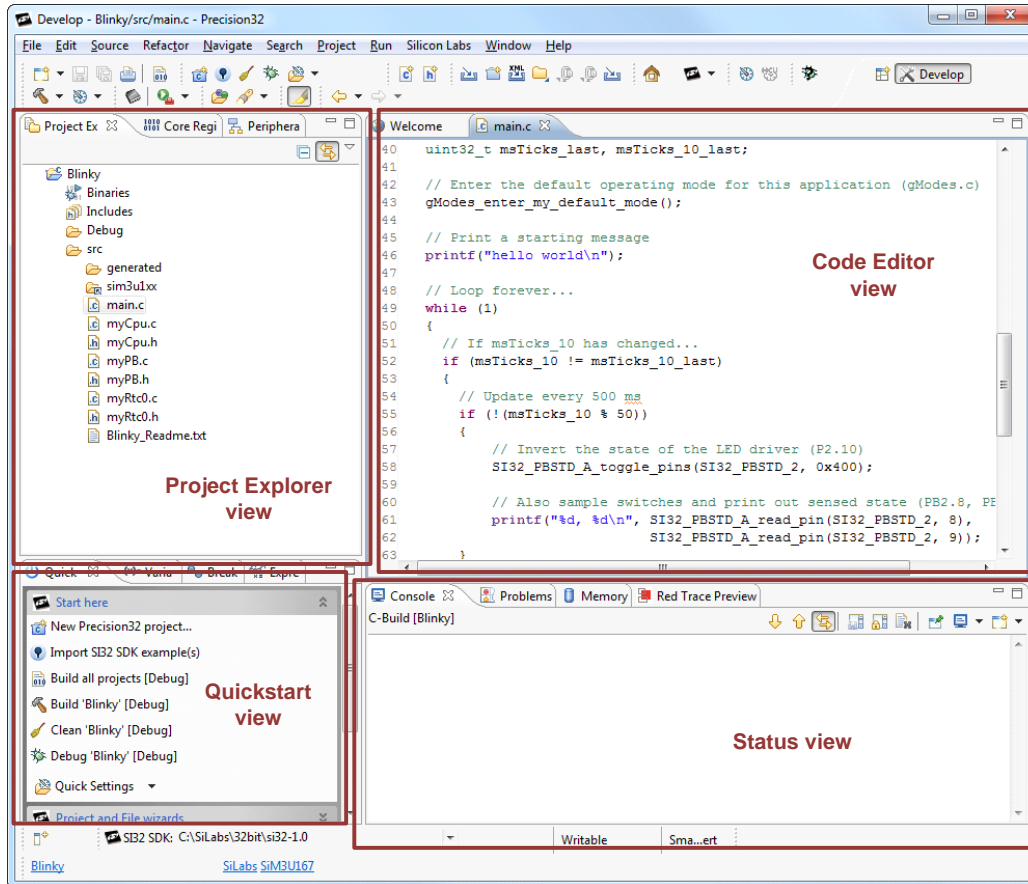 Develop - Blinky/src/main.c - Precision32
File Edit Source Refactor Navigate Search Project Run Silicon Labs Window Help
Develop
Project Ex Core Regi Periphera
Blinky
Binaries
Includes
Debug
src
generated
sim3u1xx
main.c
myCpu.c
myCpu.h
myPB.c
myPB.h
myRtc0.c
myRtc0.h
Blinky_Readme.txt
Project Explorer
view
Welcome main.c
40 uint32_t msTicks_last, msTicks_10_last;
41
42 // Enter the default operating mode for this application (gModes.c)
43 gModes_enter_my_default_mode();
44
45 // Print a starting message
46 printf("hello world\n");
47
48 // Loop forever...
49 while (1)
50 {
51 // If msTicks_10 has changed...
52 if (msTicks_10 != msTicks_10_last)
53 {
54 // Update every 500 ms
55 if (!(msTicks_10 % 50))
56 {
57 // Invert the state of the LED driver (P2.10)
58 SI32_PBSTD_A_toggle_pins(SI32_PBSTD_2, 0x400);
59
60 // Also sample switches and print out sensed state (PB2.8, PE
61 printf("%d, %d\n", SI32_PBSTD_A_read_pin(SI32_PBSTD_2, 8),
62 SI32_PBSTD_A_read_pin(SI32_PBSTD_2, 9));
63 }
Code Editor
view
Quick Varia Break Expre
Start here
New Precision32 project...
Import SI32 SDK example(s)
Build all projects [Debug]
Build 'Blinky' [Debug]
Clean 'Blinky' [Debug]
Debug 'Blinky' [Debug]
Quick Settings
Project and File wizards
Quickstart
view
Console Problems Memory Red Trace Preview
C-Build [Blinky]
Status view
SI32 SDK: C:\SiLabs\32bit\si32-1.0
Writable Sma...ert
Blinky SiLabs SiM3U167